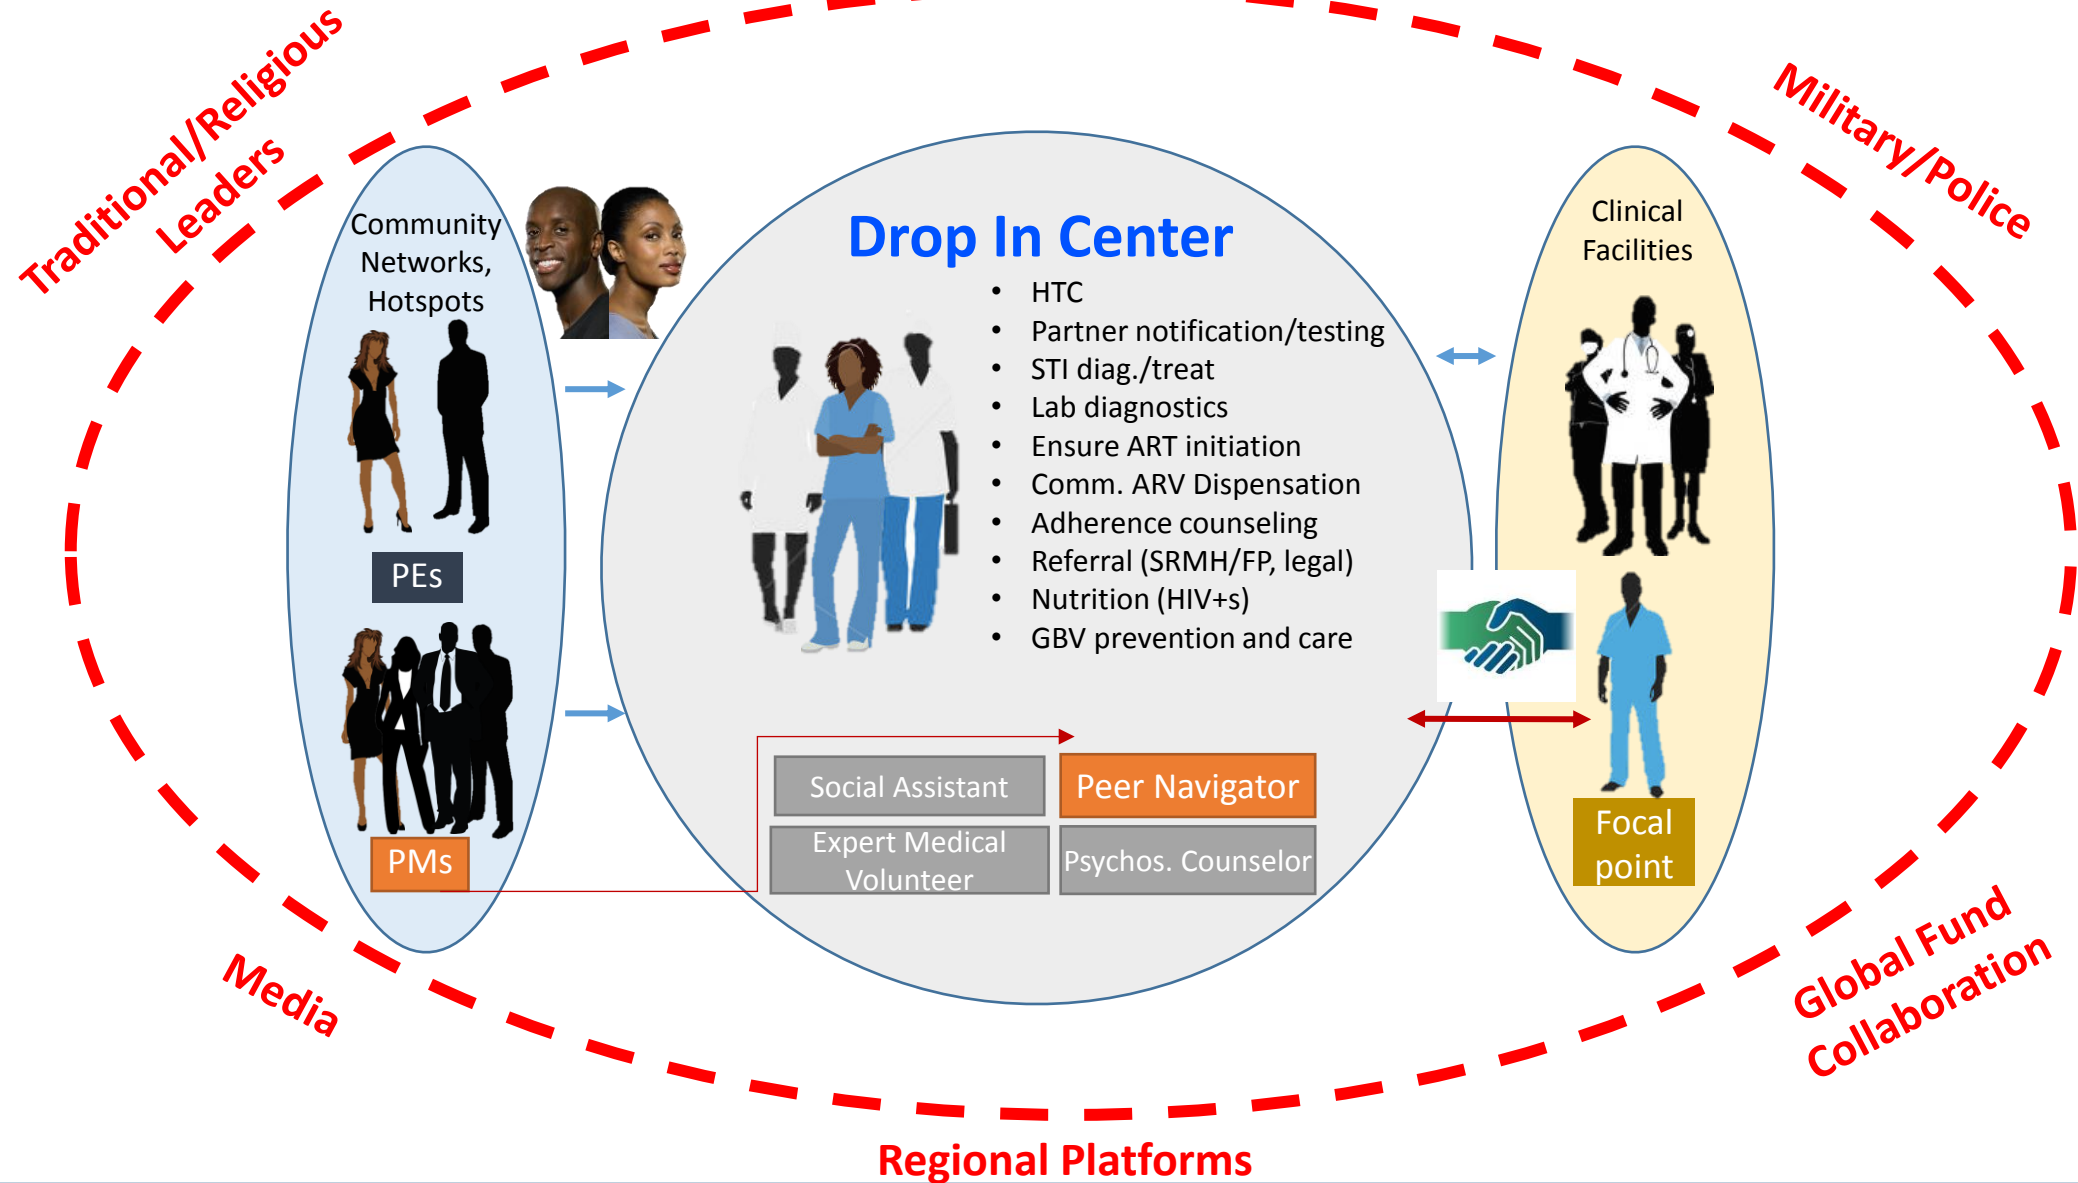 Traditional/Religious
Leaders
Military/Police
Community
Networks,
Hotspots
PEs
PMs
Drop In Center
• HTC
• Partner notification/testing
• STI diag./treat
• Lab diagnostics
• Ensure ART initiation
• Comm. ARV Dispensation
• Adherence counseling
• Referral (SRMH/FP, legal)
• Nutrition (HIV+s)
• GBV prevention and care
Social Assistant
Peer Navigator
Expert Medical
Volunteer
Psychos. Counselor
Clinical
Facilities
Focal
point
Media
Global Fund
Collaboration
Regional Platforms